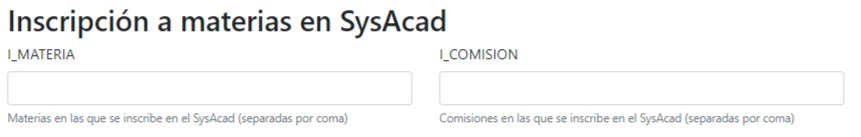 Inscripción a materias en SysAcad
I_MATERIA
I_COMISION
Materias en las que se inscribe en el SysAcad (separadas por coma)
Comisiones en las que se inscribe en el SysAcad (separadas por coma)